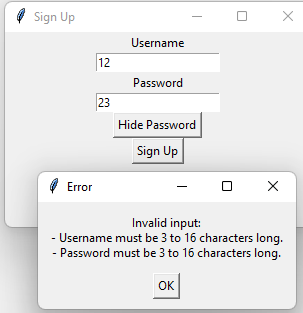 Sign Up
Username
12
Password
23
Hide Password
Sign Up
Error
Invalid input:
- Username must be 3 to 16 characters long.
- Password must be 3 to 16 characters long.
OK